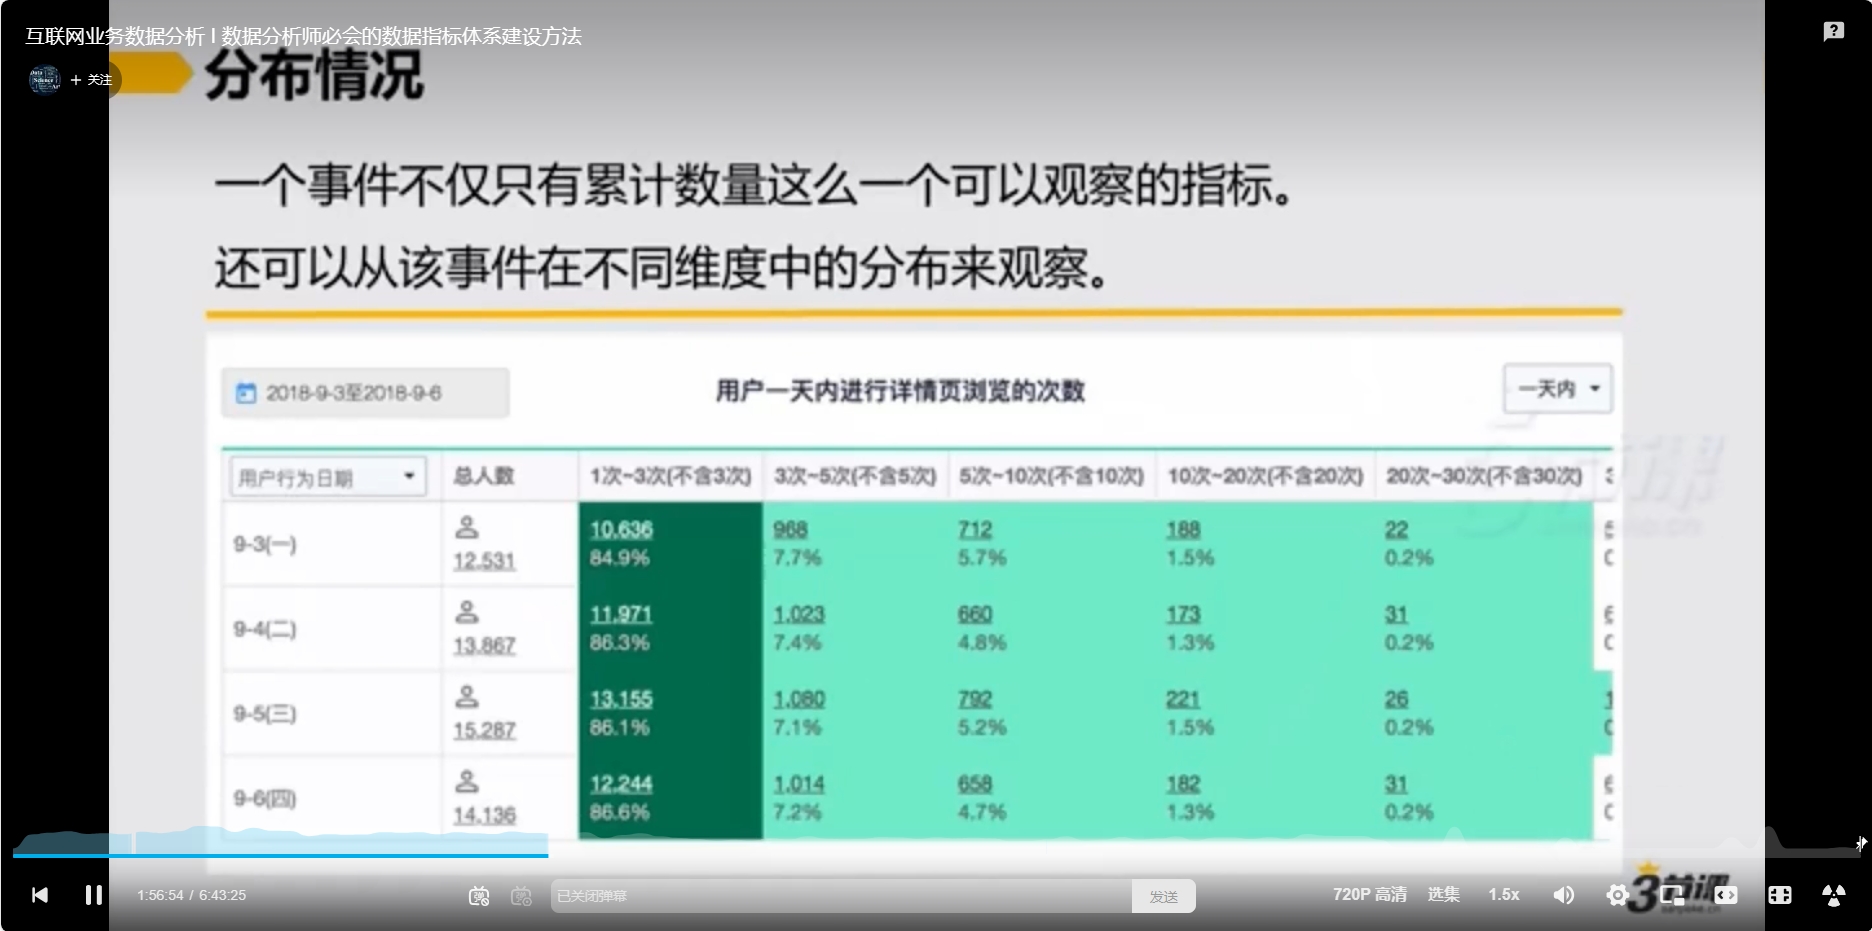 互联网业务数据分析 I 数据分析师必会的数据指标体系建设方法
+ 关注
分布情况
一个事件不仅只有累计数量这么一个可以观察的指标。
还可以从该事件在不同维度中的分布来观察。
2018-9-3至2018-9-6 用户一天内进行详情页浏览的次数 一天内
用户行为日期 总人数 1次~3次(不含3次) 3次~5次(不含5次) 5次~10次(不含10次) 10次~20次(不含20次) 20次~30次(不含30次) 3
9-3(一) 12,531 10,636 968 712 188 22
84.9% 7.7% 5.7% 1.5% 0.2%
9-4(二) 13,867 11,971 1,023 660 173 31
86.3% 7.4% 4.8% 1.3% 0.2%
9-5(三) 15,287 13,155 1,080 792 221 26
86.1% 7.1% 5.2% 1.5% 0.2%
9-6(四) 14,136 12,244 1,014 658 182 31
86.6% 7.2% 4.7% 1.3% 0.2%
1:56:54 / 6:43:25 已关闭弹幕 发送 720P 高清 选集 1.5x